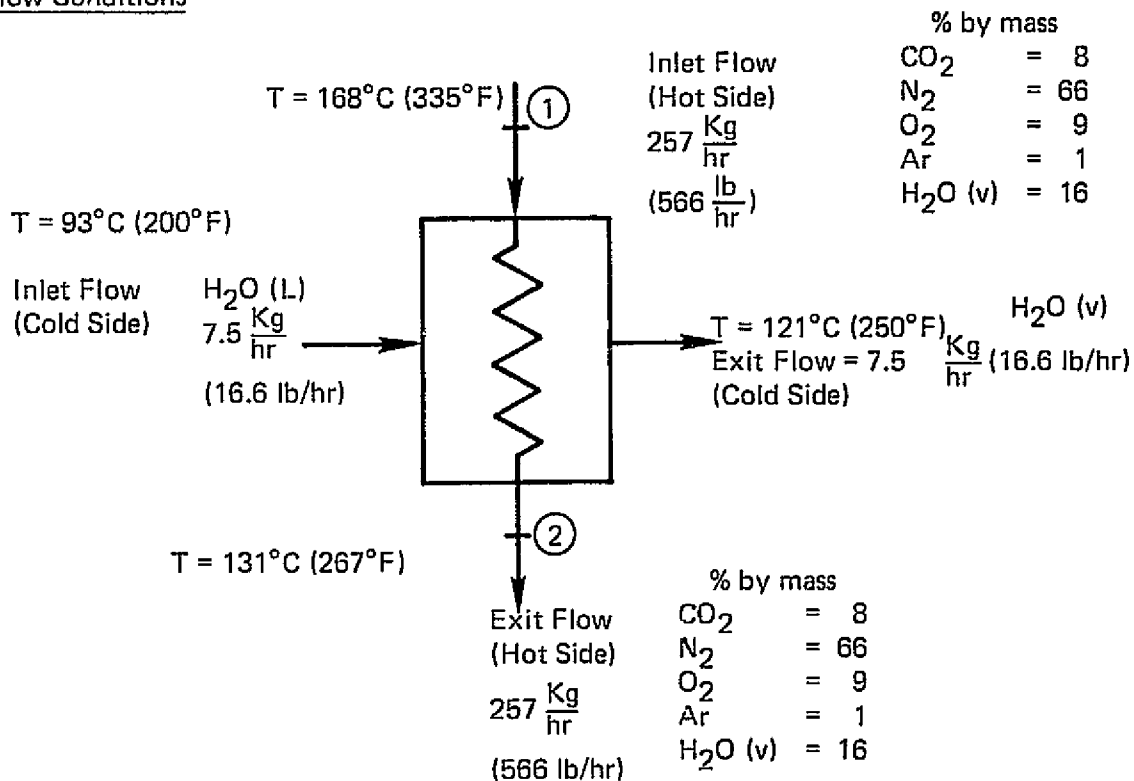 low Conditions
T = 168°C (335°F)
1
Inlet Flow
(Hot Side)
257 Kg/hr
(566 lb/hr)
% by mass
CO2 = 8
N2 = 66
O2 = 9
Ar = 1
H2O (v) = 16
T = 93°C (200°F)
Inlet Flow
(Cold Side)
H2O (L)
7.5 Kg/hr
(16.6 lb/hr)
H2O (v)
T = 121°C (250°F)
Exit Flow = 7.5 Kg/hr (16.6 lb/hr)
(Cold Side)
2
T = 131°C (267°F)
Exit Flow
(Hot Side)
257 Kg/hr
(566 lb/hr)
% by mass
CO2 = 8
N2 = 66
O2 = 9
Ar = 1
H2O (v) = 16